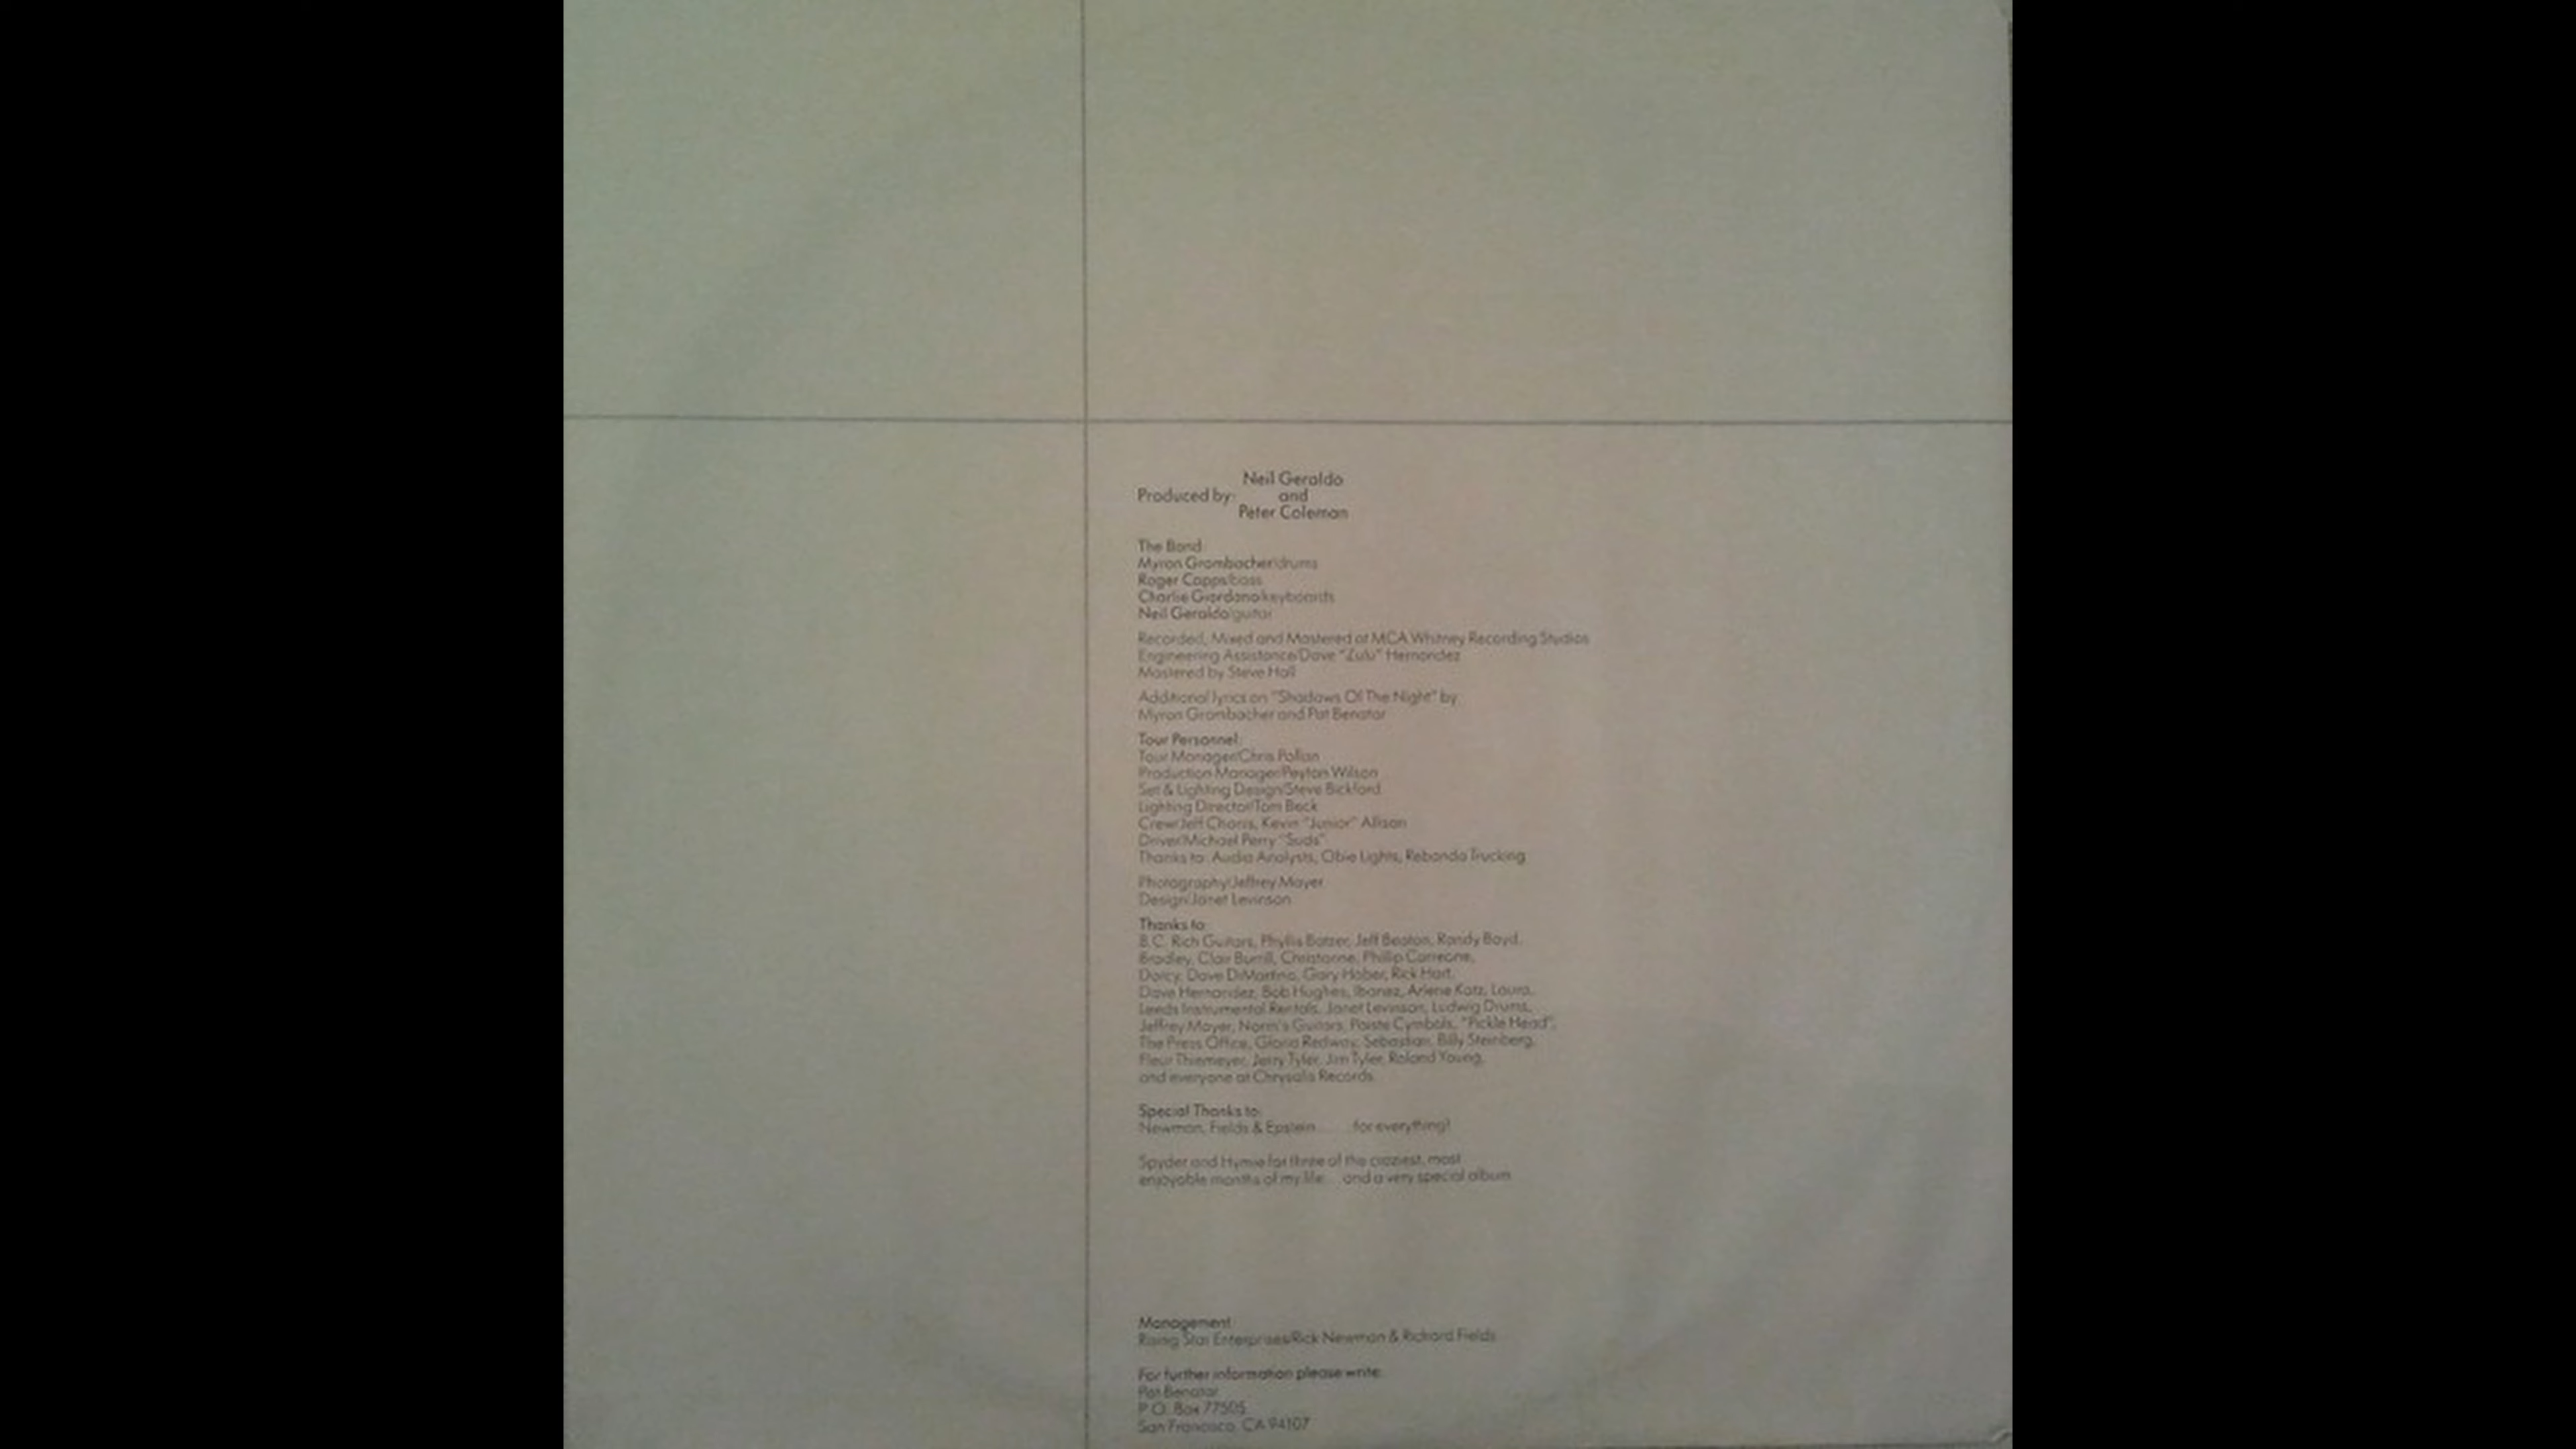 Neil Geraldo
Produced by: and
Peter Coleman
The Band:
Myron Grombacher/drums
Roger Capps/bass
Charlie Giordano/keyboards
Neil Geraldo/guitar
Recorded, Mixed and Mastered at MCA Whitney Recording Studios
Engineering Assistance/Dave "Zulu" Hernandez
Mastered by Steve Hall
Additional lyrics on "Shadows Of The Night" by
Myron Grombacher and Pat Benatar
Tour Personnel:
Tour Manager/Chris Pollan
Production Manager/Peyton Wilson
Set & Lighting Design/Steve Bickford
Lighting Director/Tom Beck
Crew/Jeff Chonis, Kevin "Junior" Allison
Driver/Michael Perry "Suds"
Thanks to: Audio Analysts, Obie Lights, Rebando Trucking
Photography/Jeffrey Mayer
Design/Janet Levinson
Thanks to:
B.C. Rich Guitars, Phyllis Batzer, Jeff Beaton, Randy Boyd,
Bradley, Clair Burrill, Christanne, Phillip Carreone,
Darcy, Dave DiMartino, Gary Haber, Rick Hart,
Dave Hernandez, Bob Hughes, Ibanez, Arlene Katz, Laura,
Leeds Instrumental Rentals, Janet Levinson, Ludwig Drums,
Jeffrey Mayer, Norm's Guitars, Paiste Cymbals, "Pickle Head",
The Press Office, Gloria Redway, Sebastian, Billy Steinberg,
Fleur Thiemeyer, Jerry Tyler, Jim Tyler, Roland Young,
and everyone at Chrysalis Records.
Special Thanks to:
Newman, Fields & Epstein...... for everything!
Spyder and Hymie for three of the craziest, most
enjoyable months of my life... and a very special album
Management
Rising Star Enterprises/Rick Newman & Richard Fields
For further information please write:
Pat Benatar
P.O. Box 77505
San Francisco, CA 94107